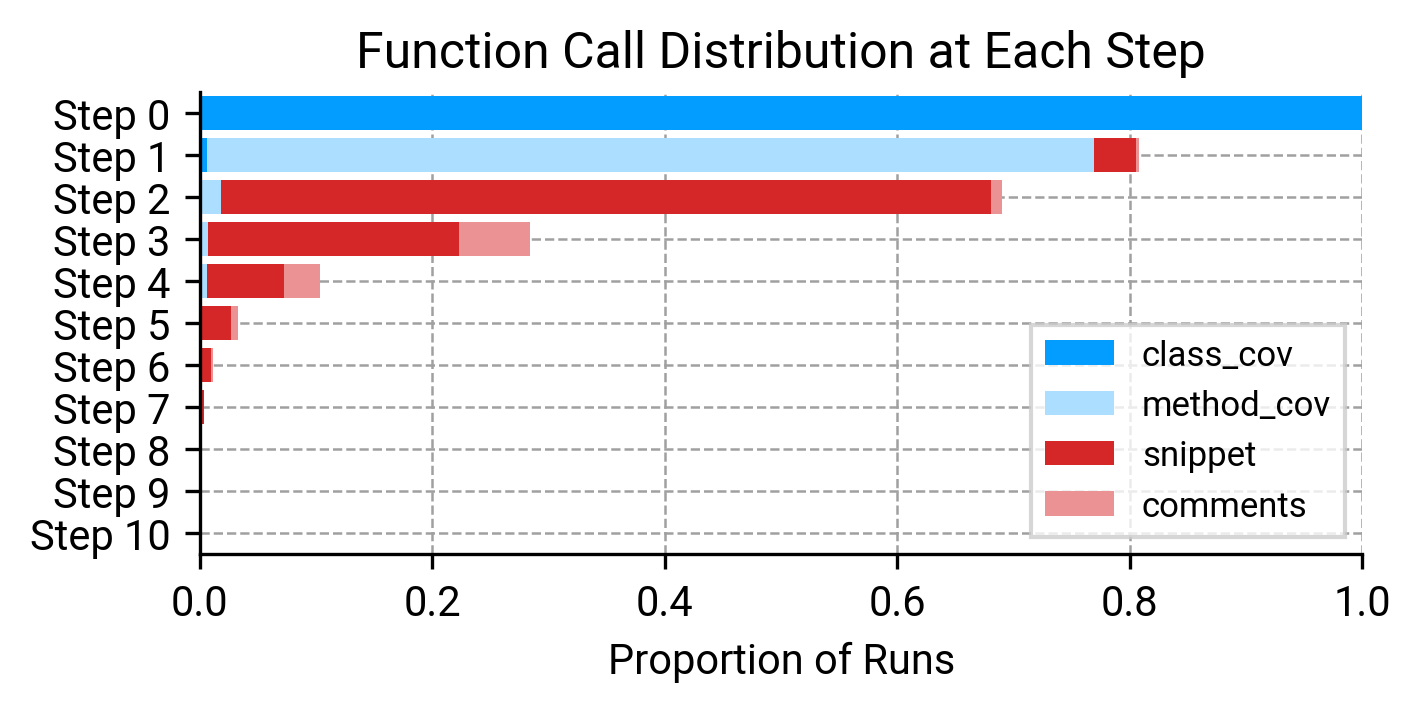 Function Call Distribution at Each Step
Step 0
Step 1
Step 2
Step 3
Step 4
Step 5
Step 6
Step 7
Step 8
Step 9
Step 10
class_cov
method_cov
snippet
comments
0.0 0.2 0.4 0.6 0.8 1.0
Proportion of Runs